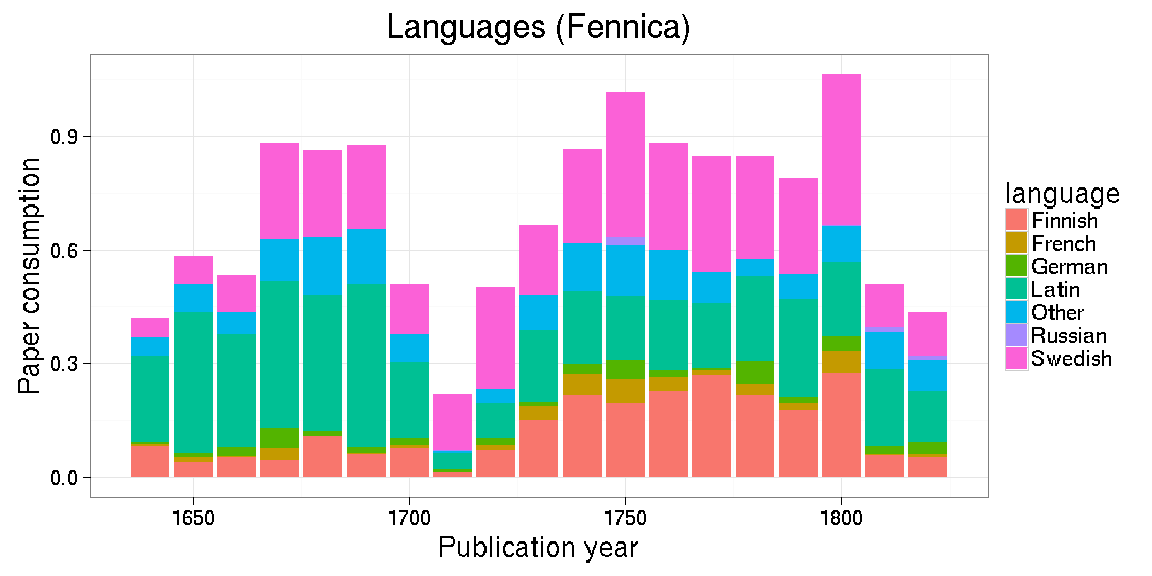 Languages (Fennica)
Paper consumption
0.9
0.6
0.3
0.0
1650 1700 1750 1800
Publication year
language
Finnish
French
German
Latin
Other
Russian
Swedish